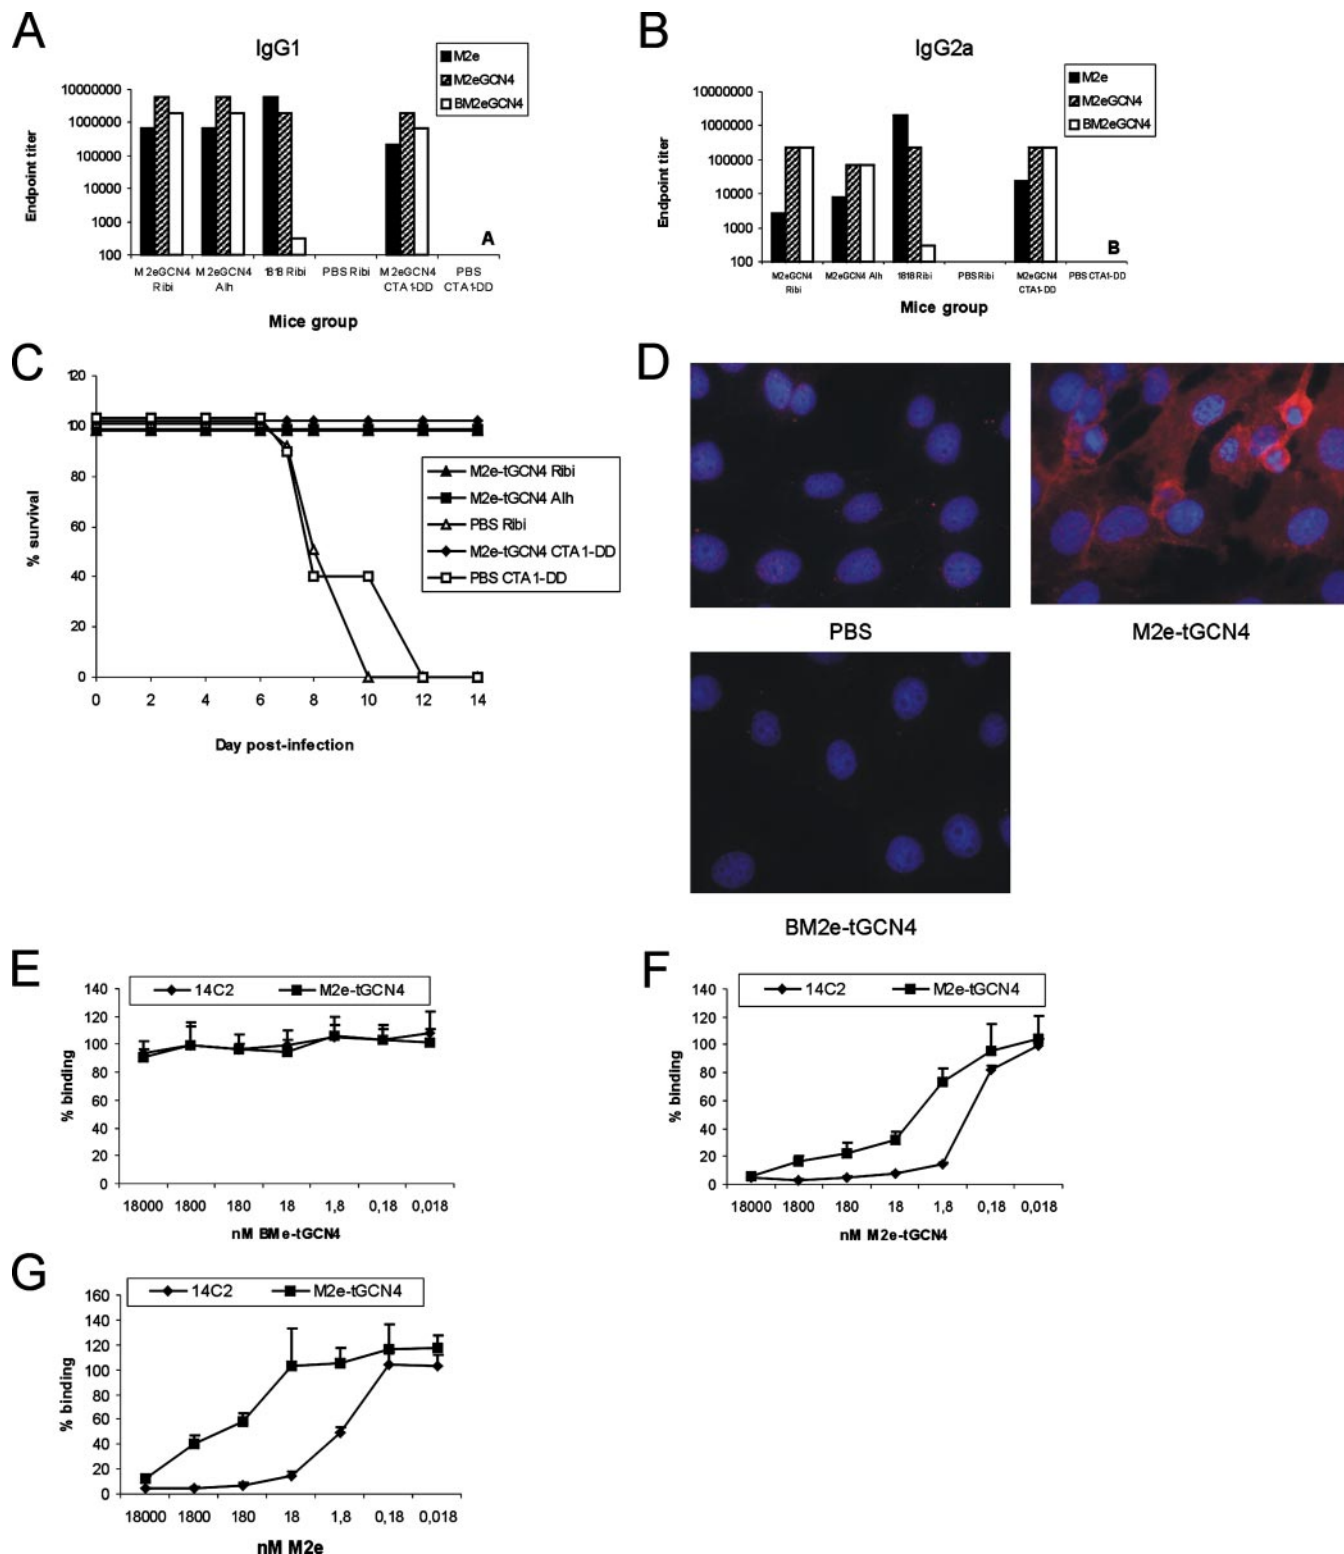 A
IgG1
M2e
M2eGCN4
BM2eGCN4
Endpoint titer
10000000
1000000
100000
10000
1000
100
A
M2eGCN4 Ribi
M2eGCN4 Alh
1818 Ribi
PBS Ribi
M2eGCN4 CTA1-DD
PBS CTA1-DD
Mice group
B
IgG2a
M2e
M2eGCN4
BM2eGCN4
Endpoint titer
10000000
1000000
100000
10000
1000
100
B
M2eGCN4 Ribi
M2eGCN4 Alh
1818 Ribi
PBS Ribi
M2eGCN4 CTA1-DD
PBS CTA1-DD
Mice group
C
120
100
80
60
40
20
0
% survival
M2e-tGCN4 Ribi
M2e-tGCN4 Alh
PBS Ribi
M2e-tGCN4 CTA1-DD
PBS CTA1-DD
0 2 4 6 8 10 12 14
Day post-infection
D
PBS
M2e-tGCN4
BM2e-tGCN4
E
14C2 M2e-tGCN4
140
120
100
80
60
40
20
0
% binding
18000 1800 180 18 1,8 0,18 0,018
nM BMe-tGCN4
F
14C2 M2e-tGCN4
140
120
100
80
60
40
20
0
% binding
18000 1800 180 18 1,8 0,18 0,018
nM M2e-tGCN4
G
14C2 M2e-tGCN4
160
140
120
100
80
60
40
20
0
% binding
18000 1800 180 18 1,8 0,18 0,018
nM M2e